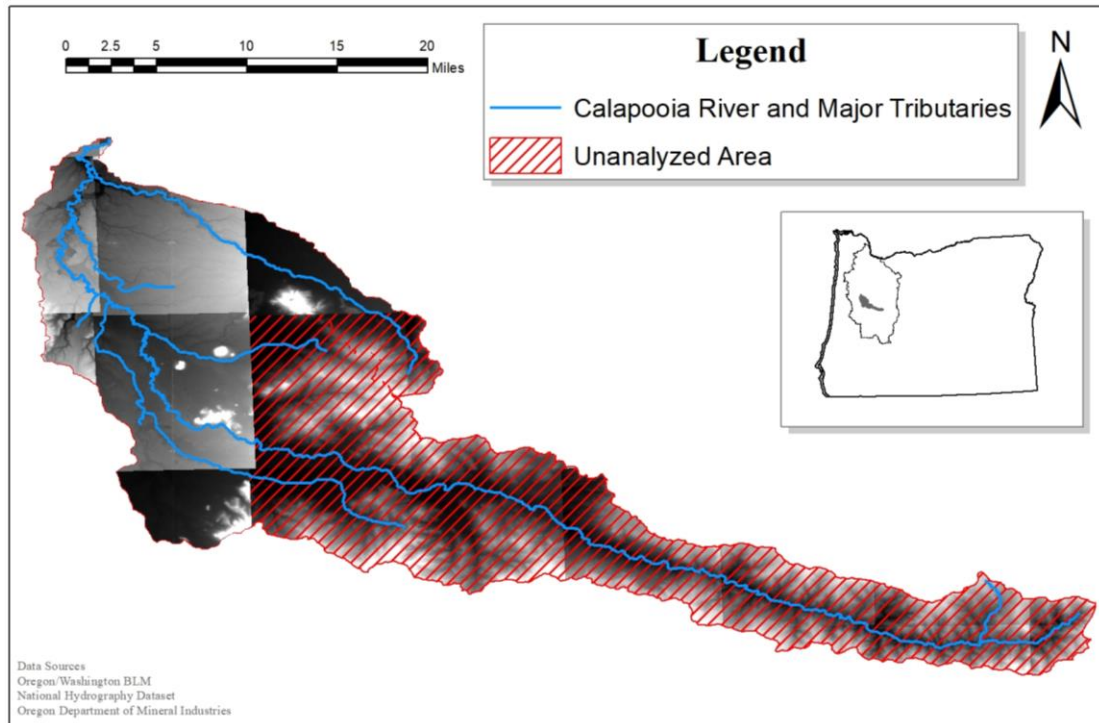 0 2.5 5 10 15 20
Miles
Legend
Calapooia River and Major Tributaries
Unanalyzed Area
N
Data Sources
Oregon/Washington BLM
National Hydrography Dataset
Oregon Department of Mineral Industries